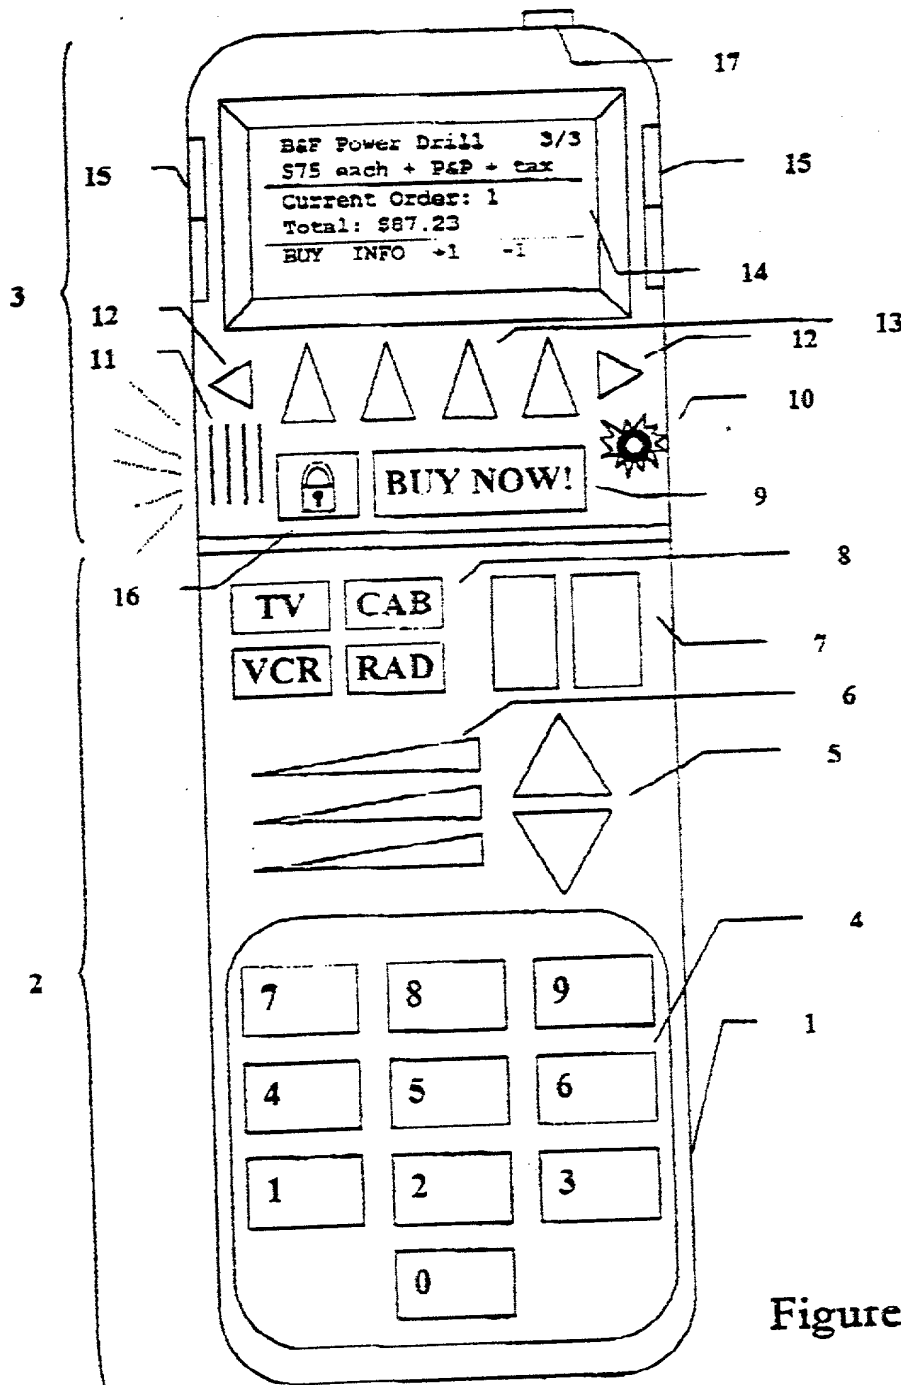 17
B&F Power Drill 3/3
$75 each + P&P + tax
Current Order: 1
Total: $87.23
BUY INFO +1 -1
15
15
14
3
13
12
12
11
10
BUY NOW!
9
16
8
TV CAB
VCR RAD
7
6
5
4
7 8 9
2
1
4 5 6
1 2 3
0
Figure